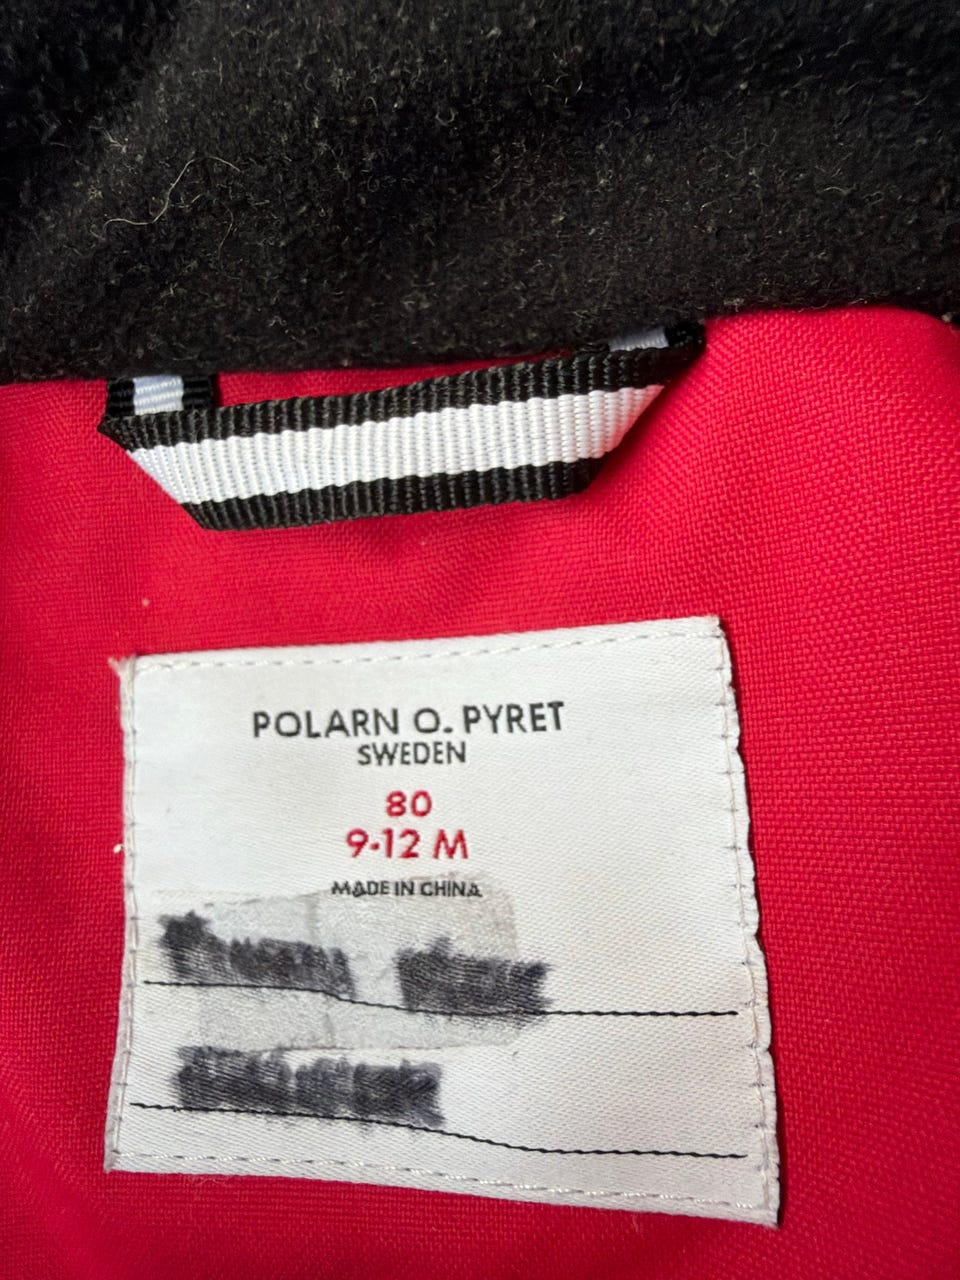 POLARN O. PYRET
SWEDEN
80
9-12 M
MADE IN CHINA